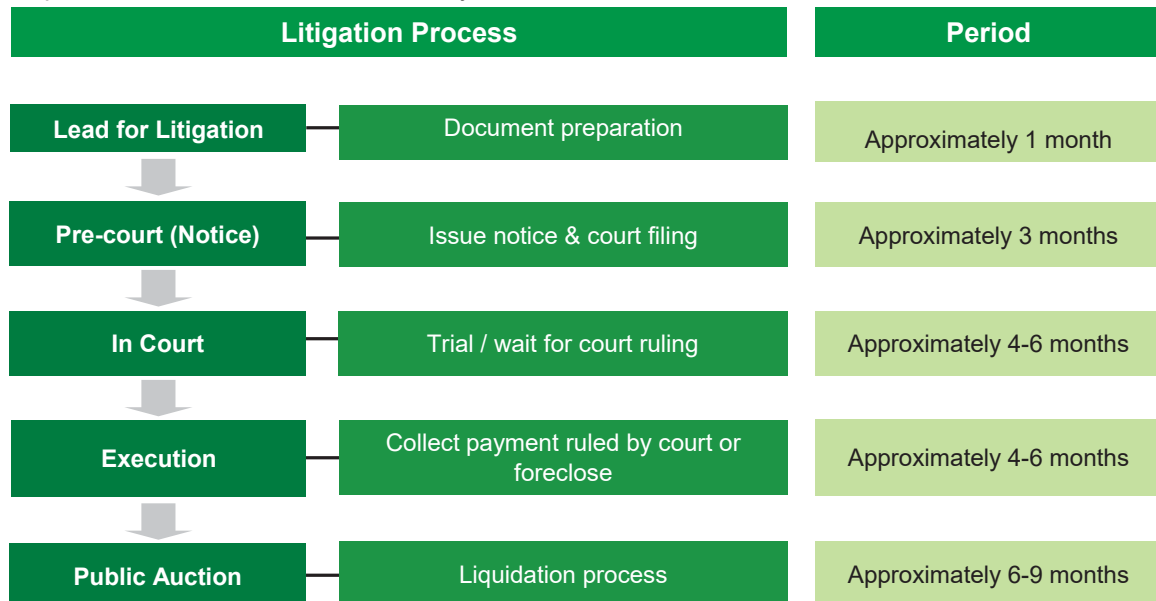 Litigation Process
Period
Lead for Litigation
Document preparation
Approximately 1 month
Pre-court (Notice)
Issue notice & court filing
Approximately 3 months
In Court
Trial / wait for court ruling
Approximately 4-6 months
Execution
Collect payment ruled by court or
foreclose
Approximately 4-6 months
Public Auction
Liquidation process
Approximately 6-9 months